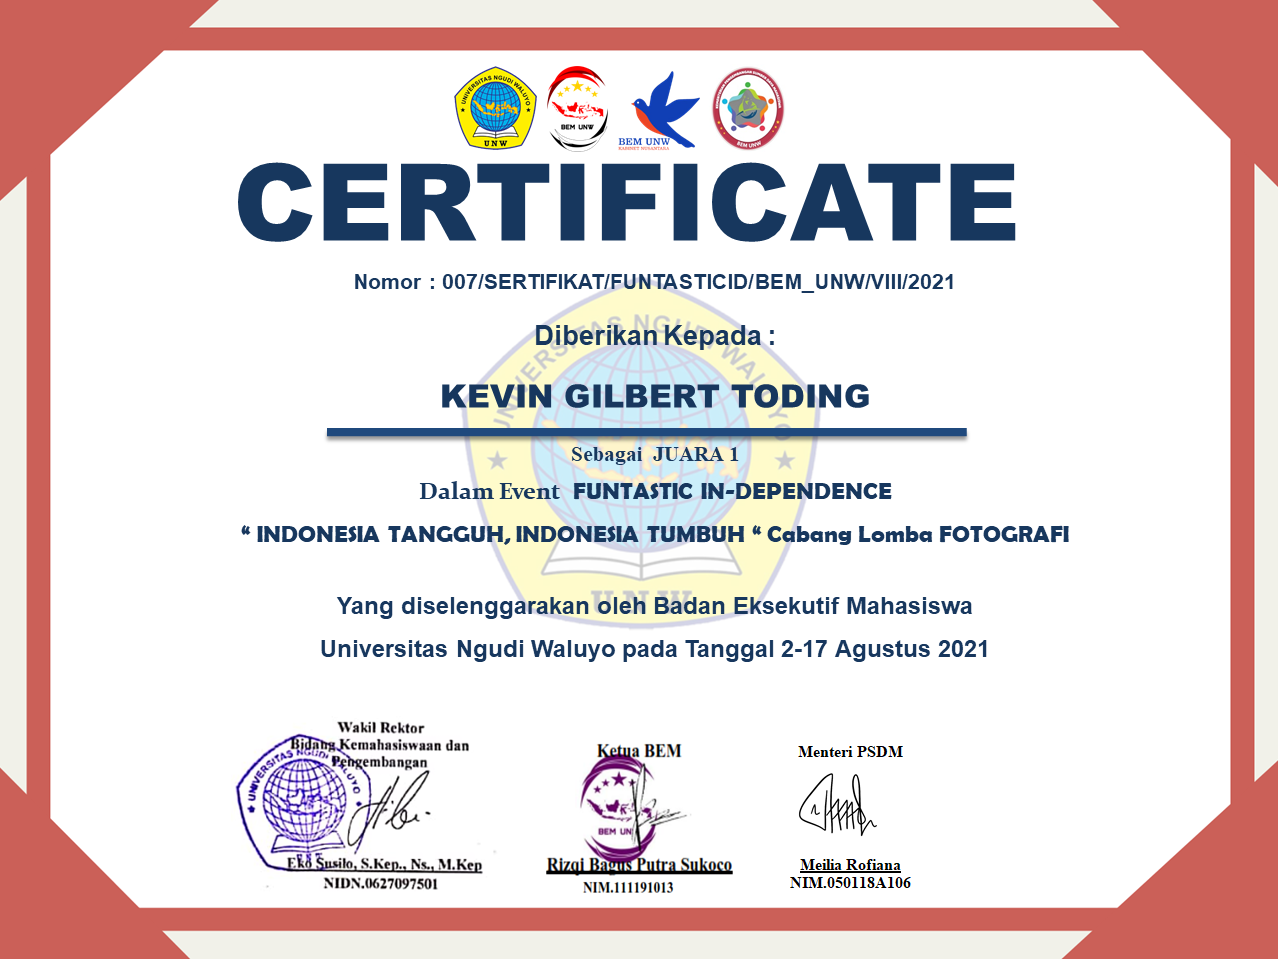 UNIVERSITAS NGUDI WALUYO
UNW
BEM UNW
BEM UNW
KABINET NUSANTARA
BEM UNW
CERTIFICATE
Nomor : 007/SERTIFIKAT/FUNTASTICID/BEM_UNW/VIII/2021
UNIVERSITAS NGUDI WALUYO
Diberikan Kepada :
KEVIN GILBERT TODING
Sebagai JUARA 1
Dalam Event FUNTASTIC IN-DEPENDENCE
“ INDONESIA TANGGUH, INDONESIA TUMBUH “ Cabang Lomba FOTOGRAFI
UNW
Yang diselenggarakan oleh Badan Eksekutif Mahasiswa
Universitas Ngudi Waluyo pada Tanggal 2-17 Agustus 2021
Wakil Rektor
Bidang Kemahasiswaan dan
Pengembangan
UNIVERSITAS NGUDI WALUYO
Eko Susilo, S.Kep., Ns., M.Kep
NIDN.0627097501
Ketua BEM
BEM UN
Rizqi Bagus Putra Sukoco
NIM.111191013
Menteri PSDM
Meilia Rofiana
NIM.050118A106